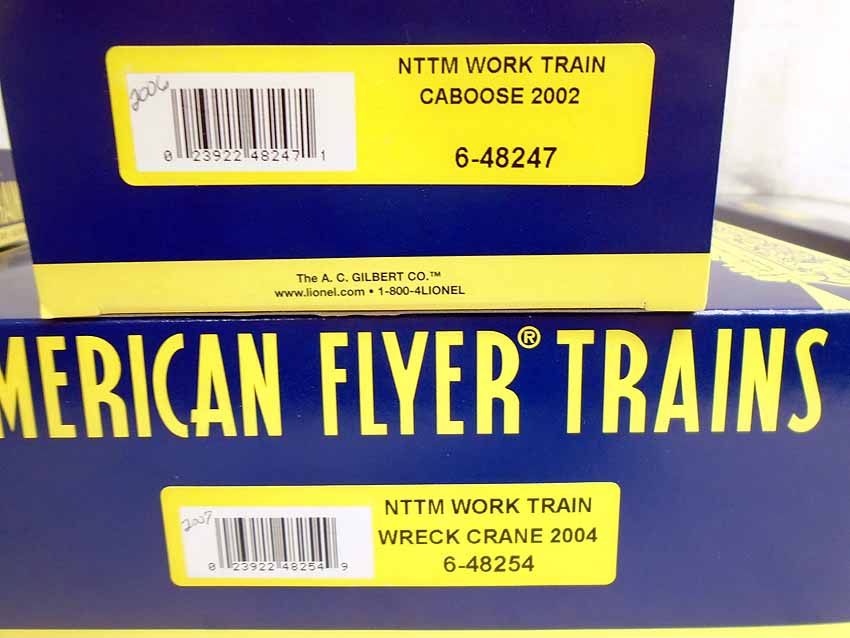 NTTM WORK TRAIN
CABOOSE 2002
6-48247
2006
0 23922 48247 1
The A. C. GILBERT CO.™
www.lionel.com • 1-800-4LIONEL
MERICAN FLYER® TRAINS
NTTM WORK TRAIN
WRECK CRANE 2004
6-48254
2007
0 23922 48254 9